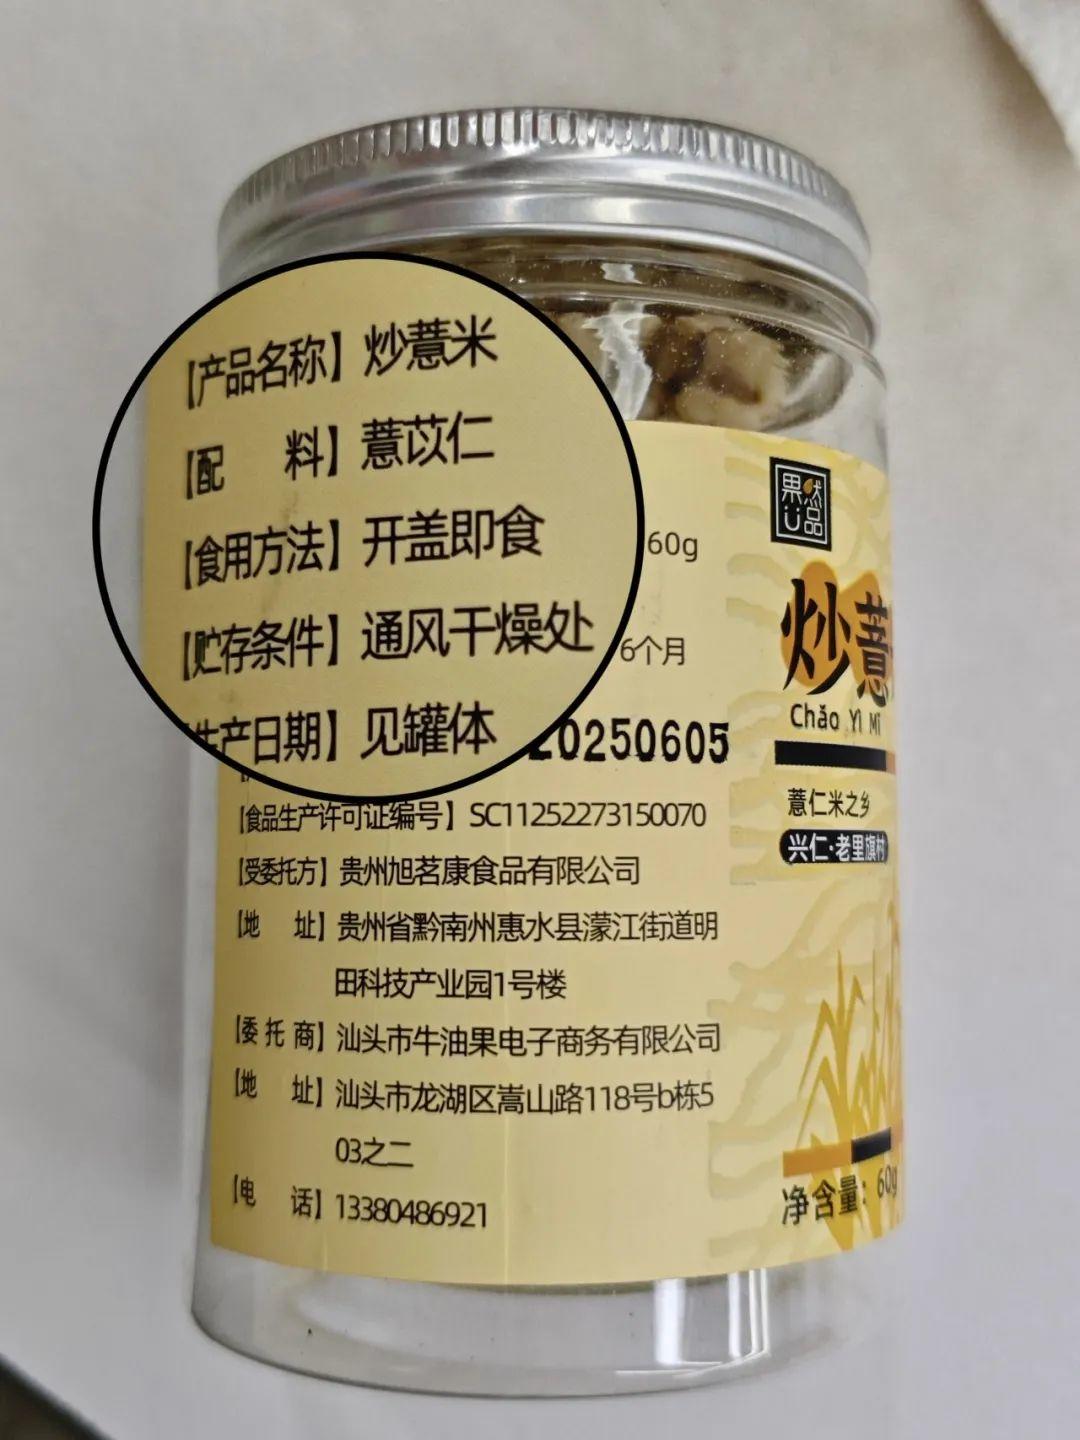 【产品名称】炒薏米
【配 料】薏苡仁
【食用方法】开盖即食
60g
【贮存条件】通风干燥处
6个月
生产日期】见罐体
20250605
【食品生产许可证编号】SC11252273150070
【受委托方】贵州旭茗康食品有限公司
【地 址】贵州省黔南州惠水县濛江街道明
田科技产业园1号楼
【委托商】汕头市牛油果电子商务有限公司
【地 址】汕头市龙湖区嵩山路118号b栋5
03之二
【电 话】13380486921
果然U品
炒薏
Chǎo Yì Mǐ
薏仁米之乡
兴仁·老里旗村
净含量：60g